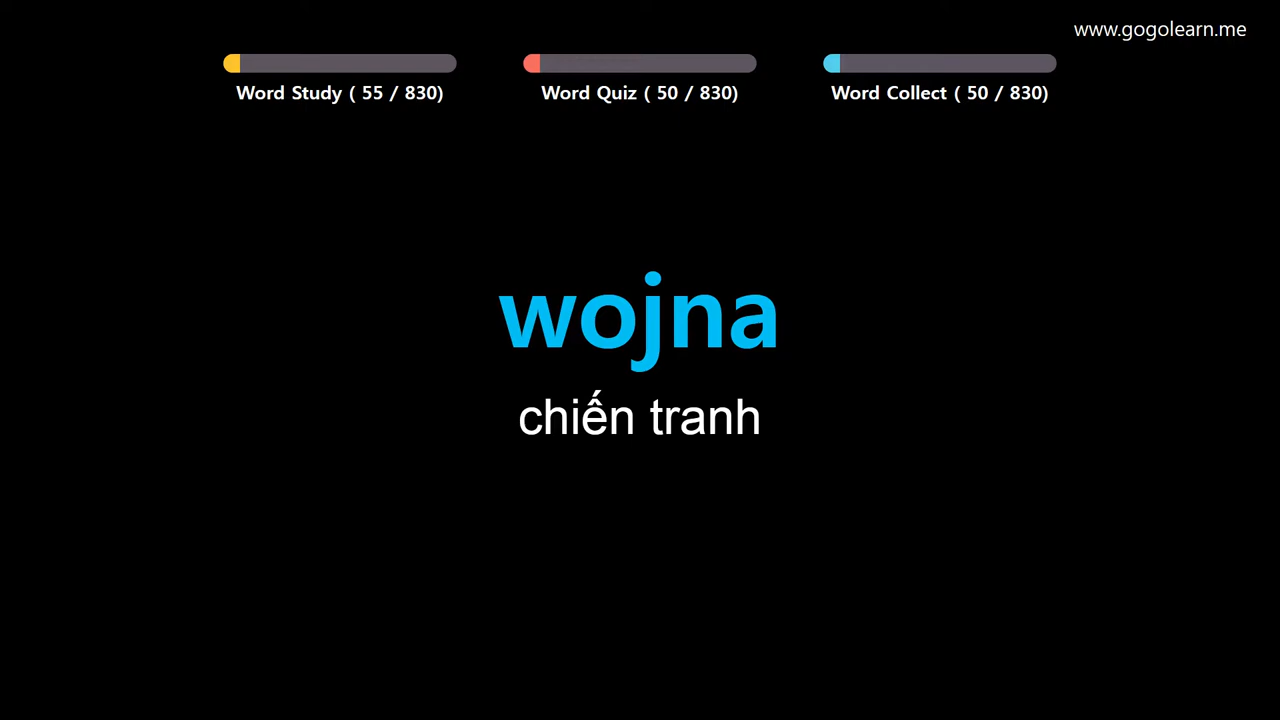 www.gogolearn.me
Word Study ( 55 / 830)
Word Quiz ( 50 / 830)
Word Collect ( 50 / 830)
wojna
chiến tranh